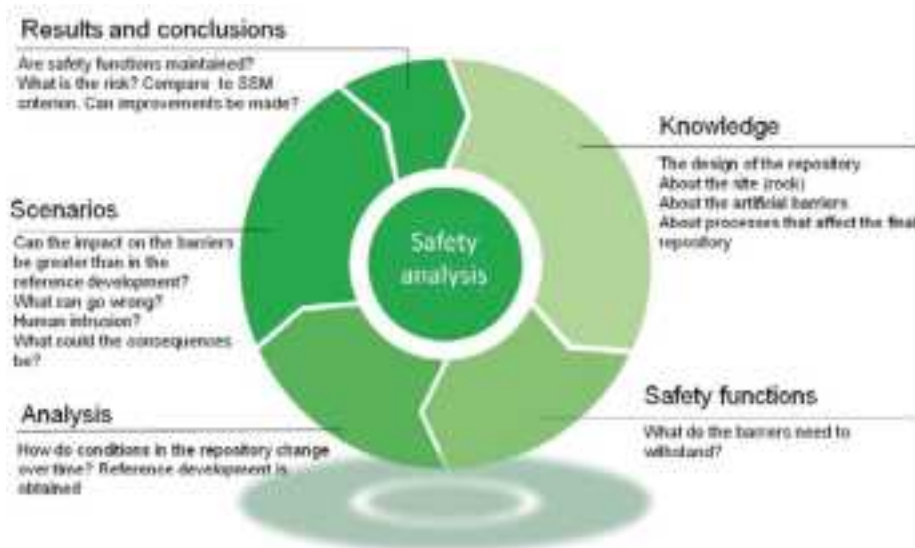 Results and conclusions
Are safety functions maintained?
What is the risk? Compare to SSM
criterion. Can improvements be made?
Knowledge
The design of the repository
About the site (rock)
About the artificial barriers
About processes that affect the final
repository
Scenarios
Can the impact on the barriers
be greater than in the
reference development?
What can go wrong?
Human intrusion?
What could the consequences
be?
Safety
analysis
Safety functions
What do the barriers need to
witholand?
Analysis
How do conditions in the repository change
over time? Reference development is
obtained